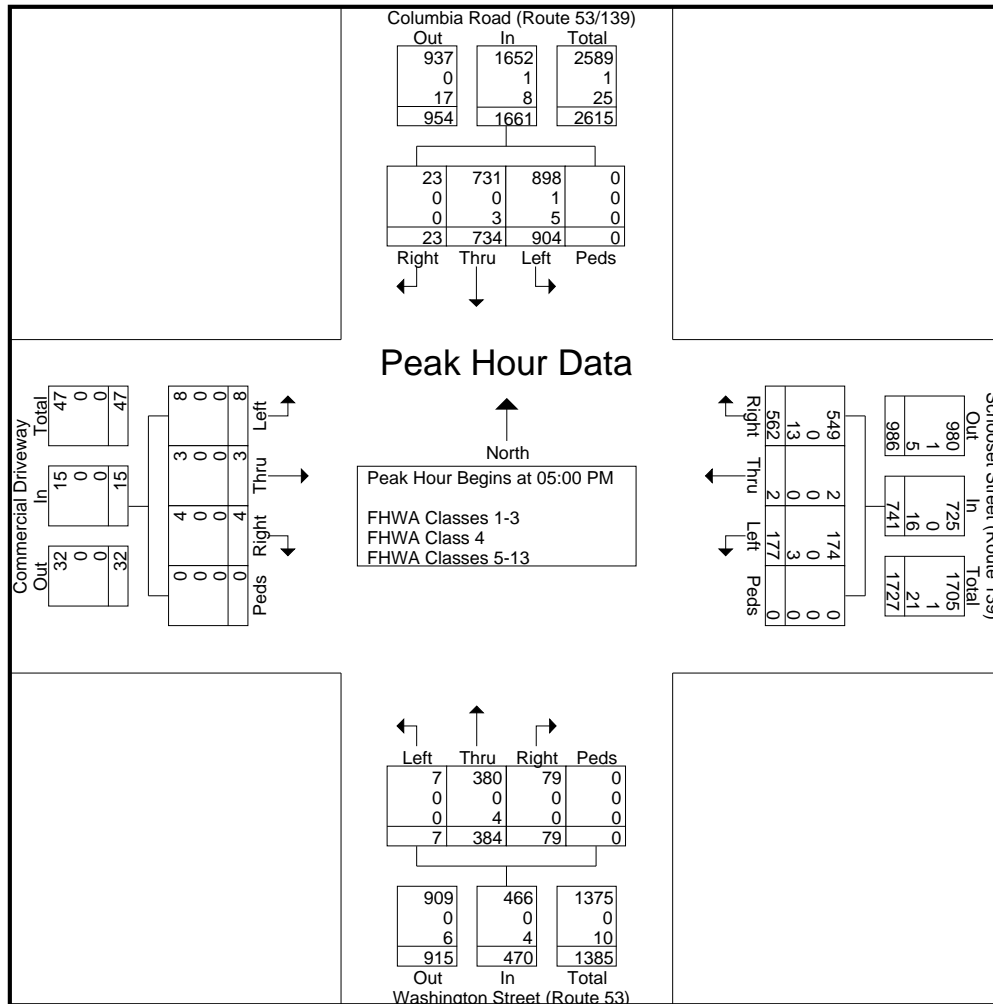 Columbia Road (Route 53/139)
Out In Total
937 1652 2589
0 1 1
17 8 25
954 1661 2615
23 731 898 0
0 0 1 0
0 3 5 0
23 734 904 0
Right Thru Left Peds
Peak Hour Data
North
Peak Hour Begins at 05:00 PM
FHWA Classes 1-3
FHWA Class 4
FHWA Classes 5-13
Commercial Driveway
Out In Total
32 15 47
0 0 0
0 0 0
32 15 47
8 0 0 8
3 0 0 3
4 0 0 4
0 0 0 0
Left Thru Right Peds
Schooset Street (Route 139)
Out In Total
980 725 1705
1 0 1
5 16 21
986 741 1727
549 2 174 0
0 0 0 0
13 0 3 0
562 2 177 0
Right Thru Left Peds
Left Thru Right Peds
7 380 79 0
0 0 0 0
0 4 0 0
7 384 79 0
909 466 1375
0 0 0
6 4 10
915 470 1385
Out In Total
Washington Street (Route 53)